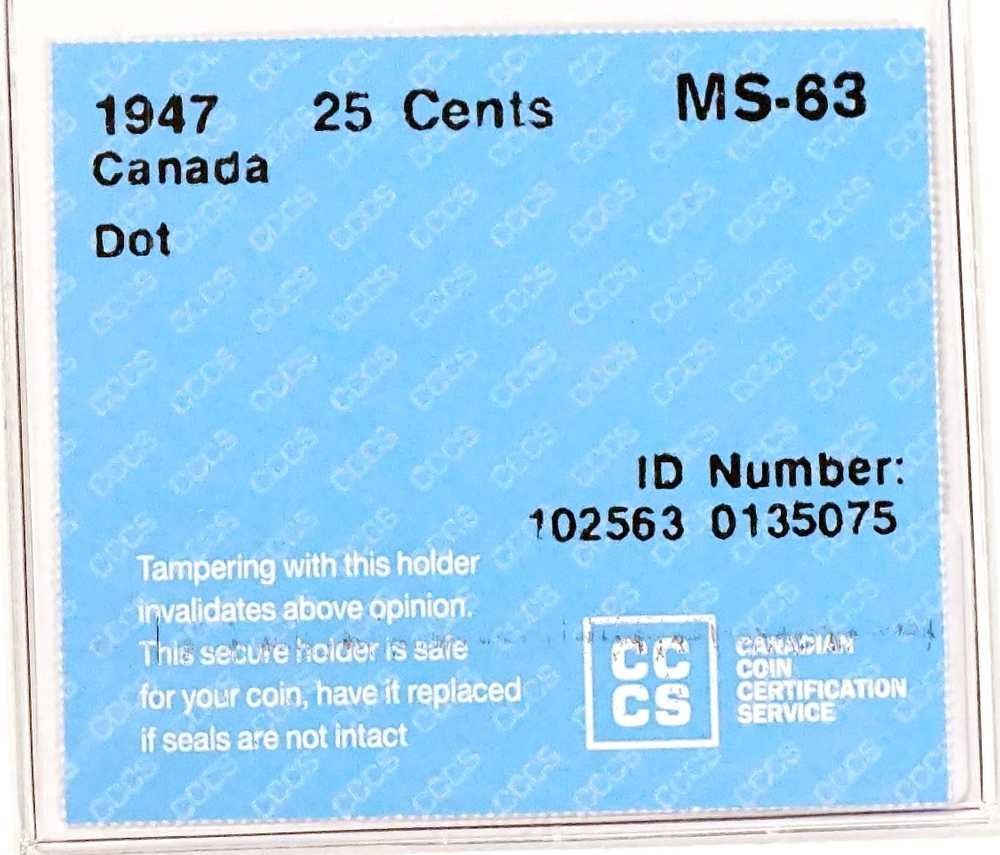 1947 25 Cents MS-63
Canada
Dot
ID Number:
102563 0135075
Tampering with this holder
invalidates above opinion.
This secure holder is safe
for your coin, have it replaced
if seals are not intact
CC
CS
CANADIAN
COIN
CERTIFICATION
SERVICE